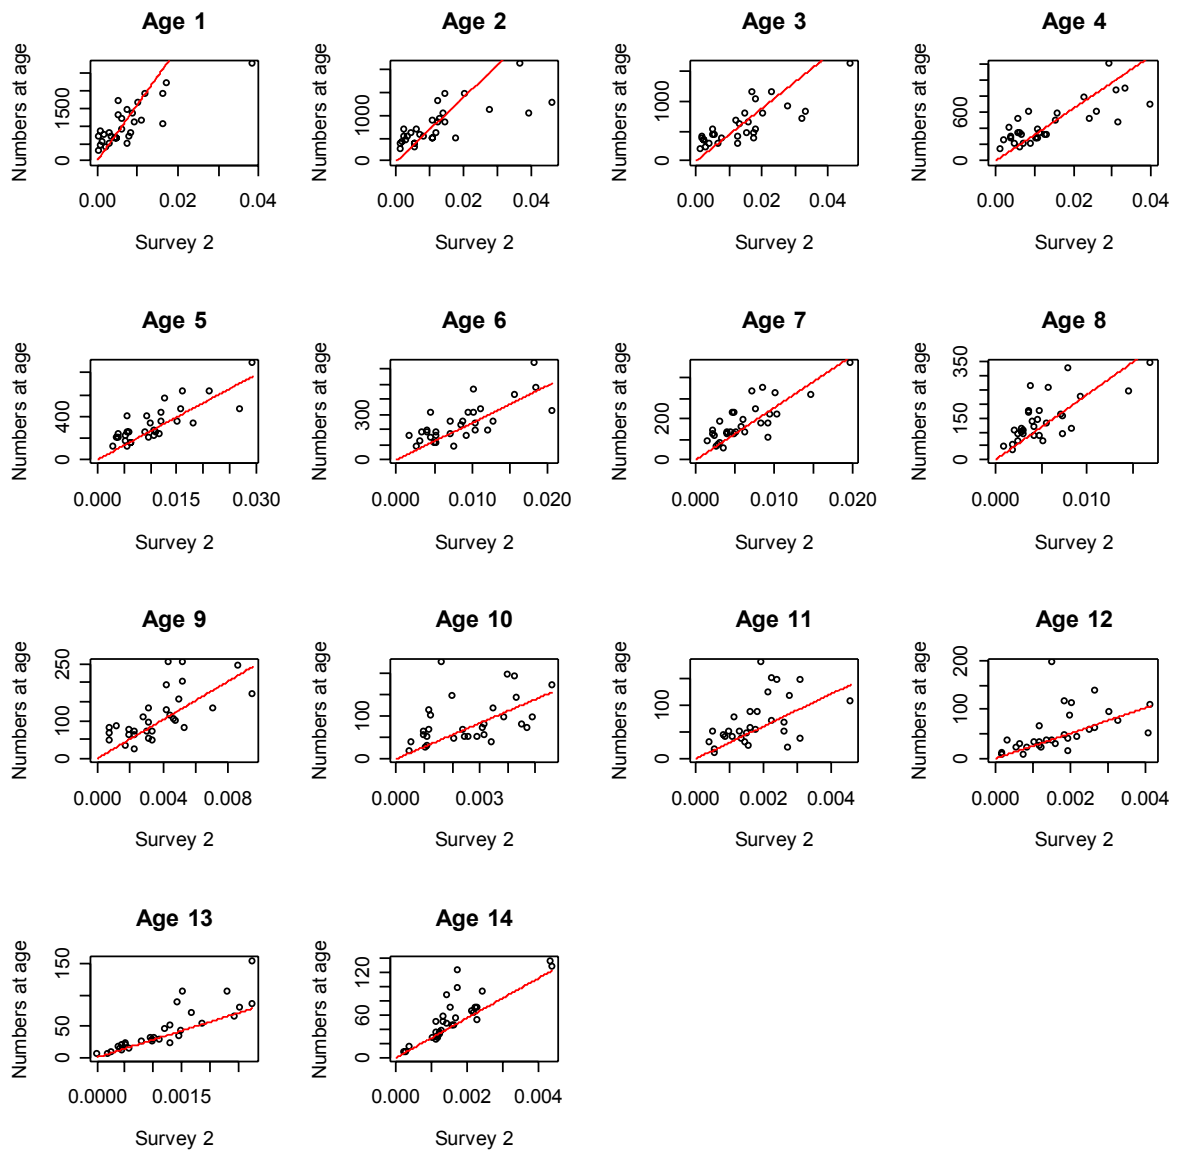 Age 1
Numbers at age
0 1500
0.00 0.02 0.04
Survey 2
Age 2
Numbers at age
0 1000
0.00 0.02 0.04
Survey 2
Age 3
Numbers at age
0 1000
0.00 0.02 0.04
Survey 2
Age 4
Numbers at age
0 600
0.00 0.02 0.04
Survey 2
Age 5
Numbers at age
0 400
0.000 0.015 0.030
Survey 2
Age 6
Numbers at age
0 300
0.000 0.010 0.020
Survey 2
Age 7
Numbers at age
0 200
0.000 0.010 0.020
Survey 2
Age 8
Numbers at age
0 150 350
0.000 0.010
Survey 2
Age 9
Numbers at age
0 100 250
0.000 0.004 0.008
Survey 2
Age 10
Numbers at age
0 100
0.000 0.003
Survey 2
Age 11
Numbers at age
0 100
0.000 0.002 0.004
Survey 2
Age 12
Numbers at age
0 50 100 200
0.000 0.002 0.004
Survey 2
Age 13
Numbers at age
0 50 150
0.0000 0.0015
Survey 2
Age 14
Numbers at age
0 60 120
0.000 0.002 0.004
Survey 2